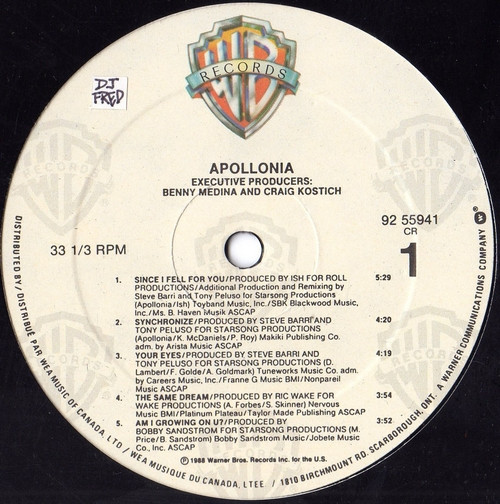 WB
RECORDS
DJ
FRED
APOLLONIA
EXECUTIVE PRODUCERS:
BENNY MEDINA AND CRAIG KOSTICH
33 1/3 RPM
92 55941
CR
1
1. SINCE I FELL FOR YOU/PRODUCED BY ISH FOR ROLL
PRODUCTIONS/Additional Production and Remixing by
Steve Barri and Tony Peluso for Starsong Productions
(Apollonia/Ish) Toyband Music, Inc./SBK Blackwood Music,
Inc./Ms. B. Haven Musik ASCAP
5:29
2. SYNCHRONIZE/PRODUCED BY STEVE BARRI AND
TONY PELUSO FOR STARSONG PRODUCTIONS
(Apollonia/K. McDaniels/P. Roy) Makiki Publishing Co.
adm. by Arista Music ASCAP
4:20
3. YOUR EYES/PRODUCED BY STEVE BARRI AND
TONY PELUSO FOR STARSONG PRODUCTIONS (D.
Lambert/F. Golde/A. Goldmark) Tuneworks Music Co. adm.
by Careers Music, Inc./Franne G Music BMI/Nonpareil
Music ASCAP
4:19
4. THE SAME DREAM/PRODUCED BY RIC WAKE FOR
WAKE PRODUCTIONS (A. Forbes/S. Skinner) Nervous
Music BMI/Platinum Plateau/Taylor Made Publishing ASCAP
3:54
5. AM I GROWING ON U?/PRODUCED BY
BOBBY SANDSTROM FOR STARSONG PRODUCTIONS (M.
Price/B. Sandstrom) Bobby Sandstrom Music/Jobete Music
Co., Inc. ASCAP
3:52
℗ 1988 Warner Bros. Records Inc. for the U.S.
DISTRIBUTED BY/DISTRIBUÉ PAR WEA MUSIC OF CANADA, LTD / WEA MUSIQUE DU CANADA, LTEE. / 1810 BIRCHMOUNT RD. SCARBOROUGH, ONT. A WARNER COMMUNICATIONS COMPANY